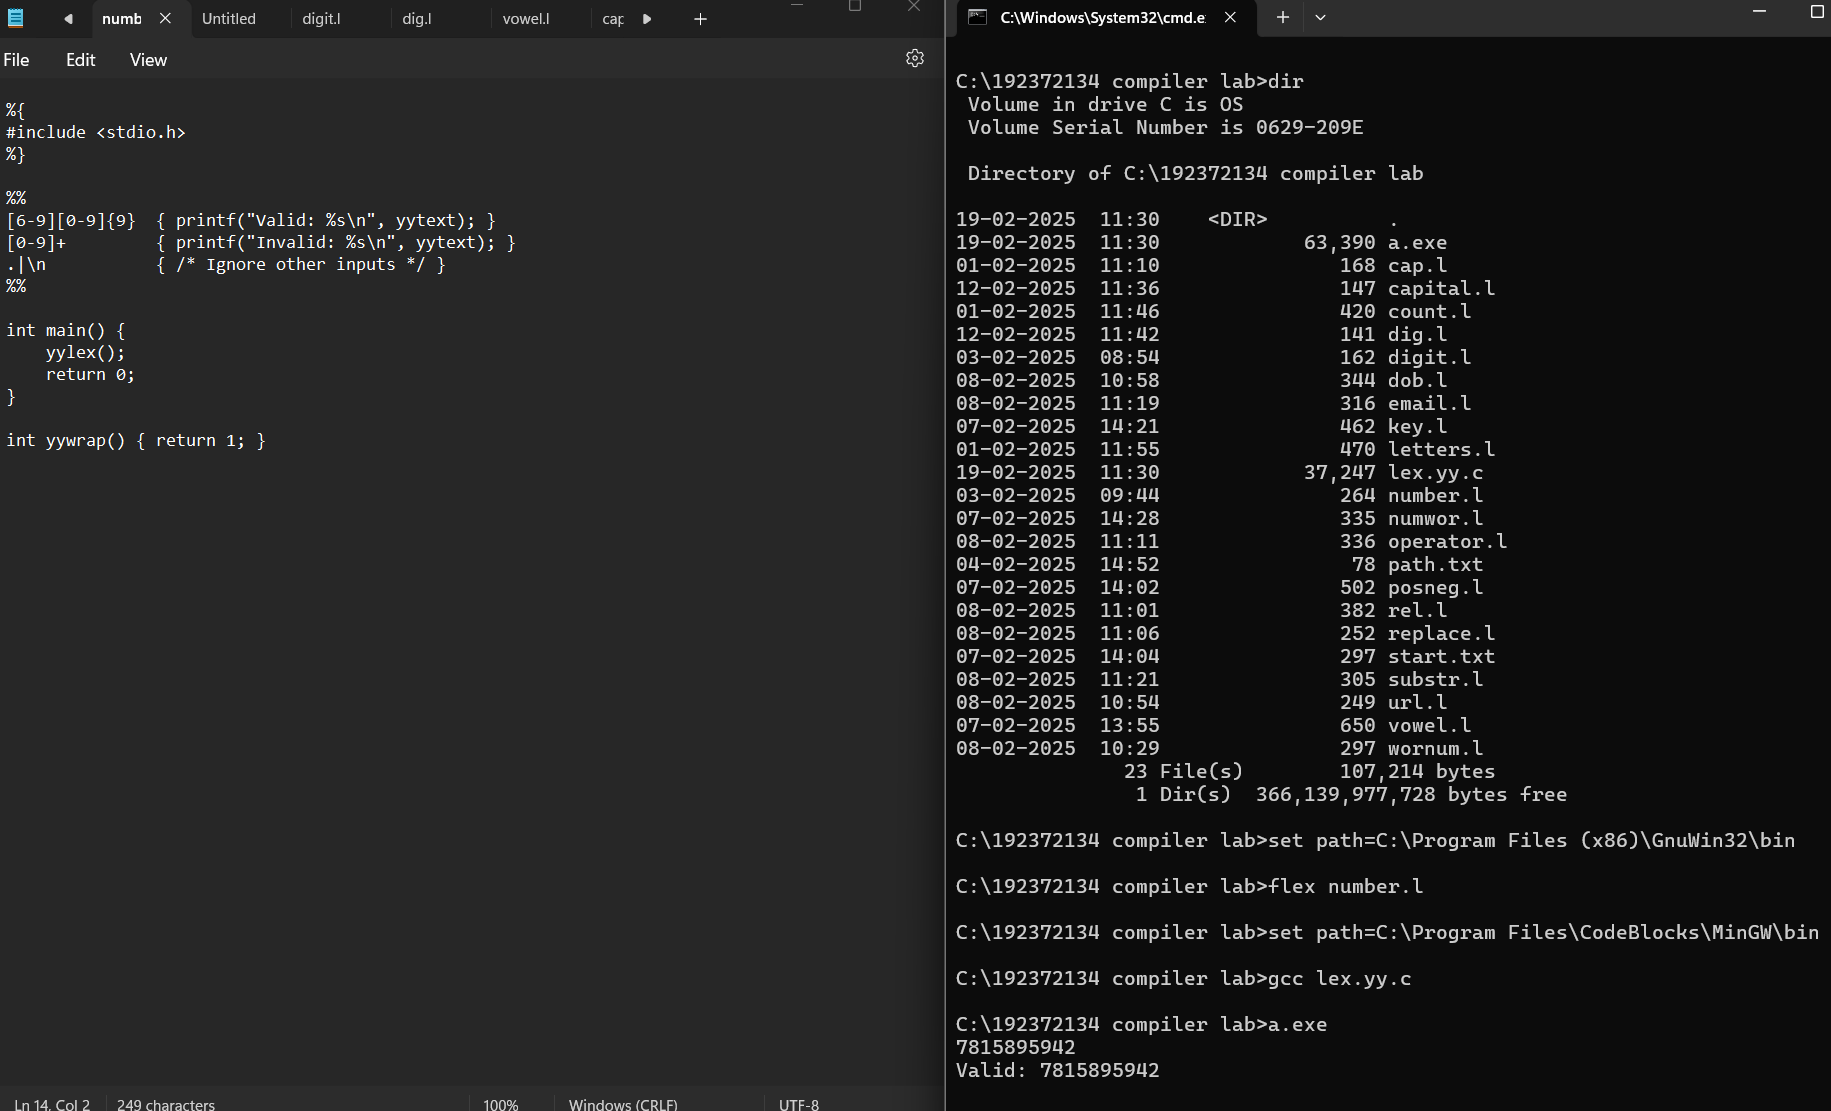 numb
Untitled
digit.l
dig.l
vowel.l
cap
File Edit View
%{
#include <stdio.h>
%}
%%
[6-9][0-9]{9}  { printf("Valid: %s\n", yytext); }
[0-9]+         { printf("Invalid: %s\n", yytext); }
.|\n           { /* Ignore other inputs */ }
%%
int main() {
    yylex();
    return 0;
}
int yywrap() { return 1; }
Ln 14, Col 2
249 characters
100%
Windows (CRLF)
UTF-8
C:\Windows\System32\cmd.e
C:\192372134 compiler lab>dir
 Volume in drive C is OS
 Volume Serial Number is 0629-209E
 Directory of C:\192372134 compiler lab
19-02-2025  11:30    <DIR>          .
19-02-2025  11:30            63,390 a.exe
01-02-2025  11:10               168 cap.l
12-02-2025  11:36               147 capital.l
01-02-2025  11:46               420 count.l
12-02-2025  11:42               141 dig.l
03-02-2025  08:54               162 digit.l
08-02-2025  10:58               344 dob.l
08-02-2025  11:19               316 email.l
07-02-2025  14:21               462 key.l
01-02-2025  11:55               470 letters.l
19-02-2025  11:30            37,247 lex.yy.c
03-02-2025  09:44               264 number.l
07-02-2025  14:28               335 numwor.l
08-02-2025  11:11               336 operator.l
04-02-2025  14:52                78 path.txt
07-02-2025  14:02               502 posneg.l
08-02-2025  11:01               382 rel.l
08-02-2025  11:06               252 replace.l
07-02-2025  14:04               297 start.txt
08-02-2025  11:21               305 substr.l
08-02-2025  10:54               249 url.l
07-02-2025  13:55               650 vowel.l
08-02-2025  10:29               297 wornum.l
              23 File(s)        107,214 bytes
               1 Dir(s)  366,139,977,728 bytes free
C:\192372134 compiler lab>set path=C:\Program Files (x86)\GnuWin32\bin
C:\192372134 compiler lab>flex number.l
C:\192372134 compiler lab>set path=C:\Program Files\CodeBlocks\MinGW\bin
C:\192372134 compiler lab>gcc lex.yy.c
C:\192372134 compiler lab>a.exe
7815895942
Valid: 7815895942